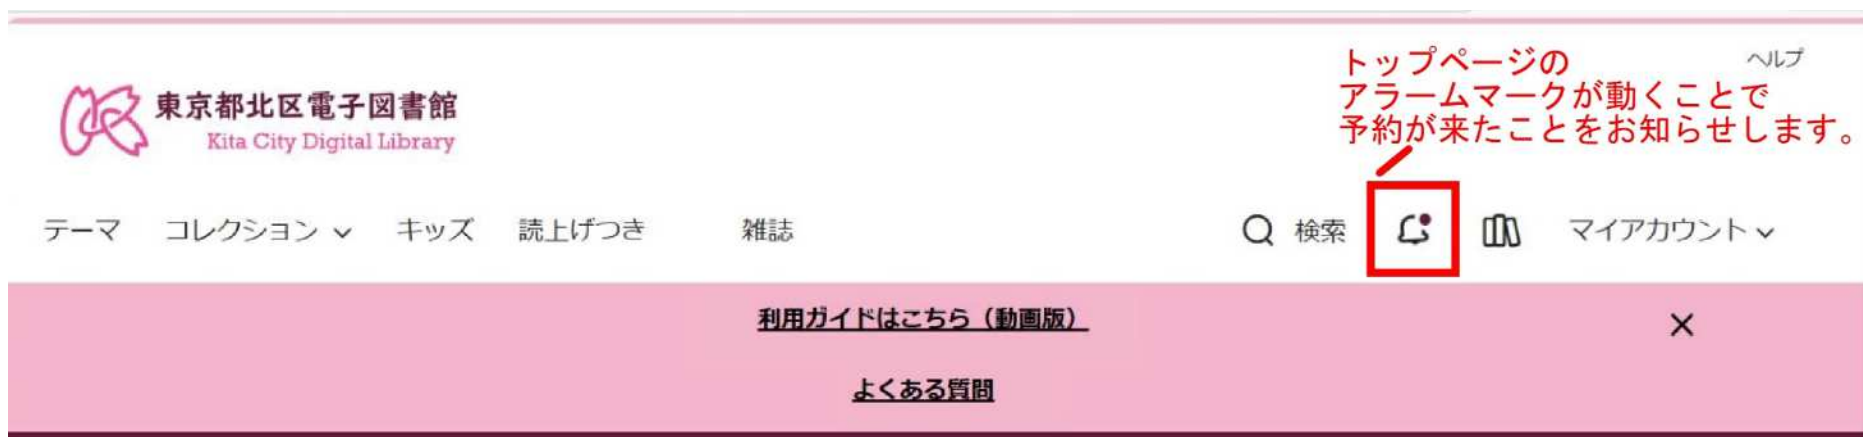 トップページの
アラームマークが動くことで
予約が来たことをお知らせします。
ヘルプ
東京都北区電子図書館
Kita City Digital Library
テーマ コレクション キッズ 読上げつき 雑誌 検索 マイアカウント
利用ガイドはこちら（動画版）
よくある質問